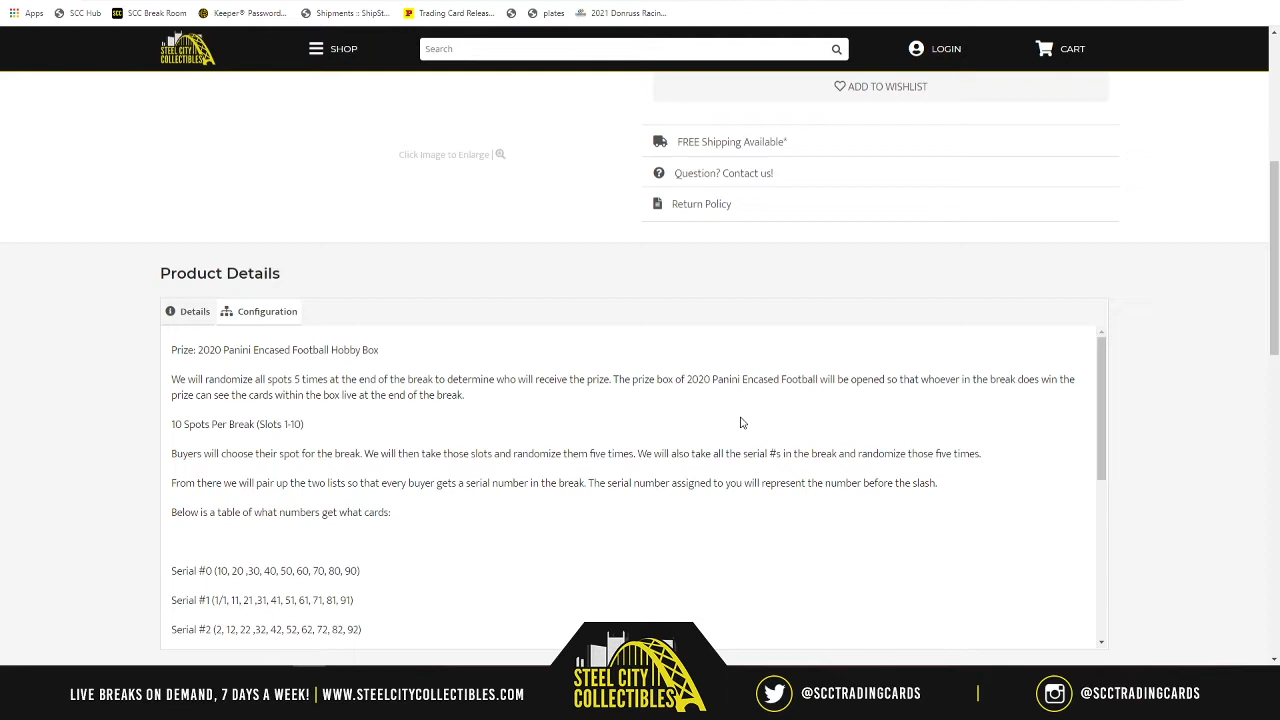 Apps SCC Hub SCC Break Room Keeper® Password... Shipments :: ShipSt... Trading Card Releas... plates 2021 Donruss Racin...
STEEL CITY
COLLECTIBLES
SHOP
Search
LOGIN
CART
ADD TO WISHLIST
Click Image to Enlarge |
FREE Shipping Available*
Question? Contact us!
Return Policy
Product Details
Details
Configuration
Prize: 2020 Panini Encased Football Hobby Box
We will randomize all spots 5 times at the end of the break to determine who will receive the prize. The prize box of 2020 Panini Encased Football will be opened so that whoever in the break does win the
prize can see the cards within the box live at the end of the break.
10 Spots Per Break (Slots 1-10)
Buyers will choose their spot for the break. We will then take those slots and randomize them five times. We will also take all the serial #s in the break and randomize those five times.
From there we will pair up the two lists so that every buyer gets a serial number in the break. The serial number assigned to you will represent the number before the slash.
Below is a table of what numbers get what cards:
Serial #0 (10, 20 ,30, 40, 50, 60, 70, 80, 90)
Serial #1 (1/1, 11, 21 ,31, 41, 51, 61, 71, 81, 91)
Serial #2 (2, 12, 22 ,32, 42, 52, 62, 72, 82, 92)
LIVE BREAKS ON DEMAND, 7 DAYS A WEEK! | WWW.STEELCITYCOLLECTIBLES.COM
STEEL CITY
COLLECTIBLES
@SCCTRADINGCARDS |
@SCCTRADINGCARDS